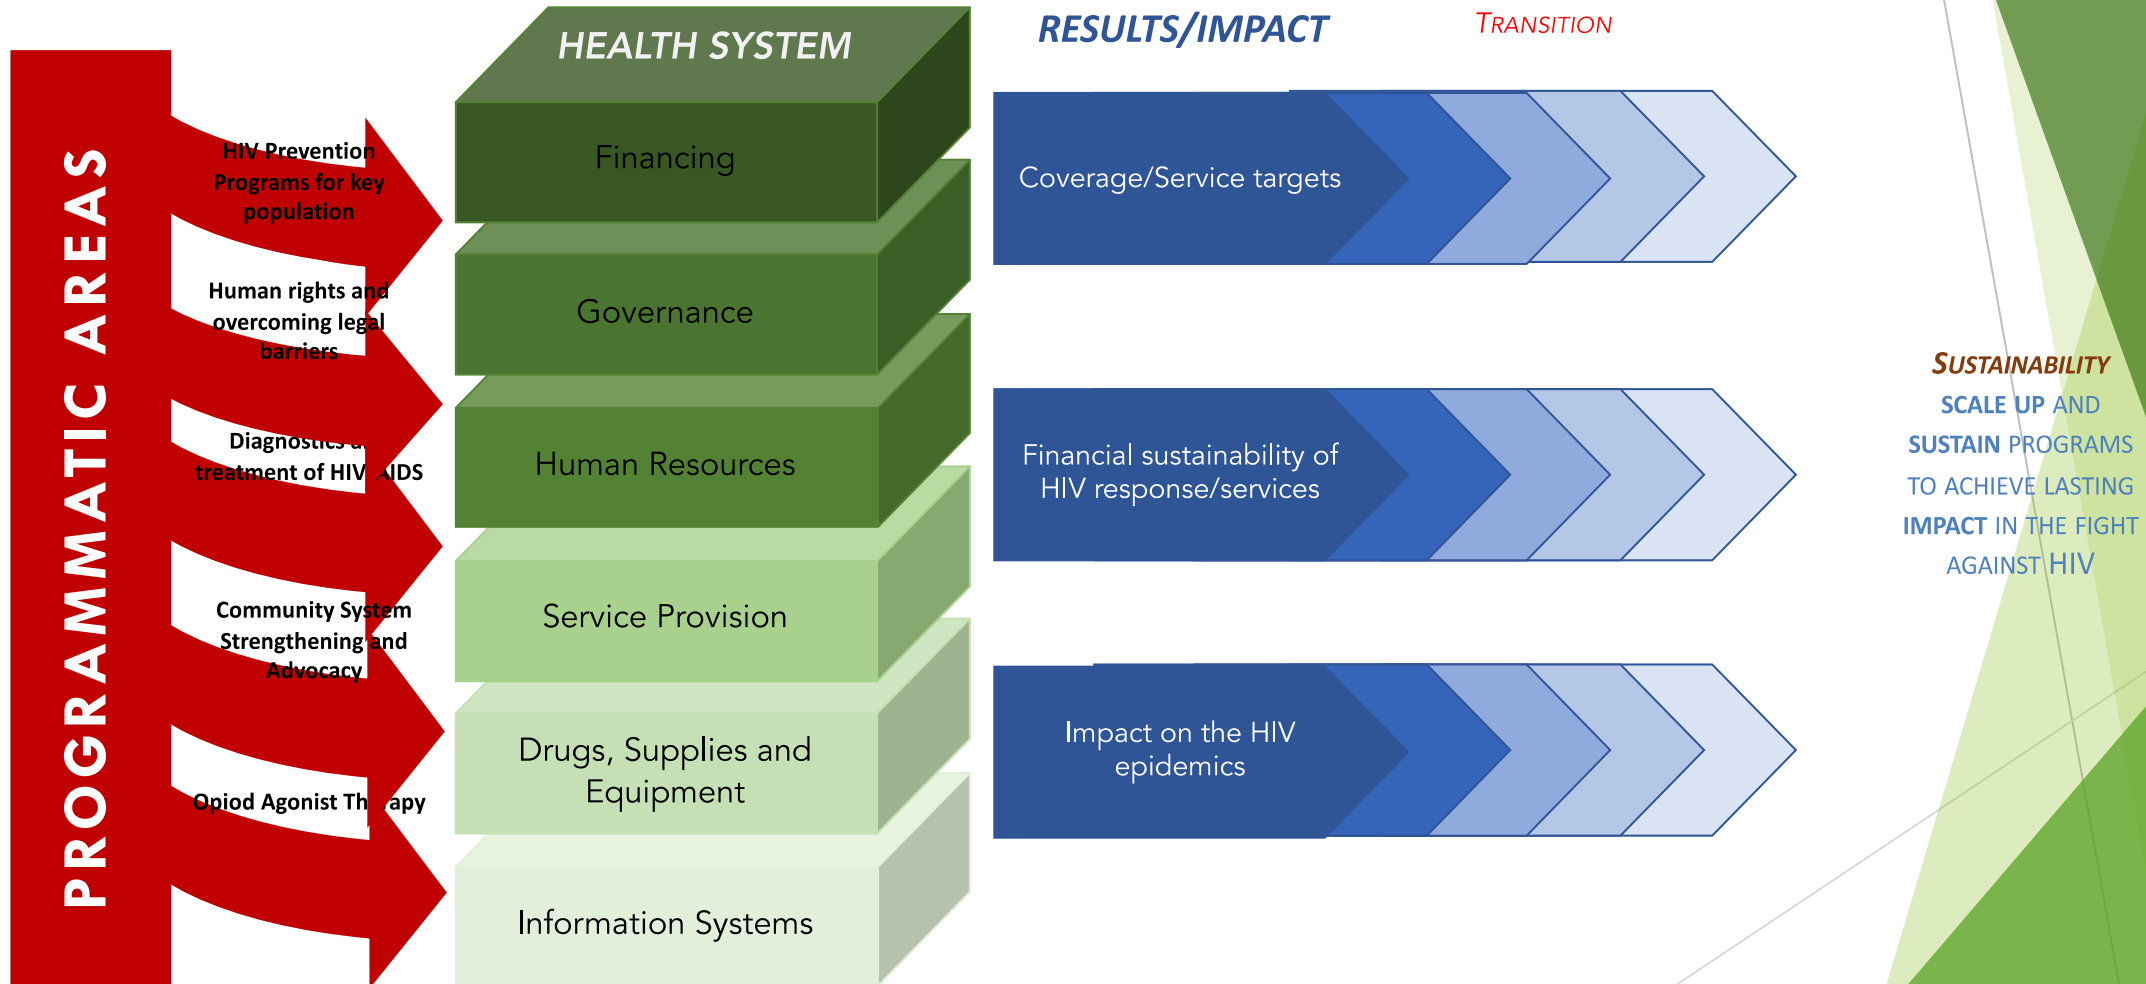 PROGRAMMATIC AREAS
HIV Prevention
Programs for key
population
Human rights and
overcoming legal
barriers
Diagnostics
treatment of HIV AIDS
Community System
Strengthening and
Advocacy
Opiod Agonist
HEALTH SYSTEM
Financing
Governance
Human Resources
Service Provision
Drugs, Supplies and
Equipment
Information Systems
RESULTS/IMPACT
TRANSITION
Coverage/Service targets
Financial sustainability of
HIV response/services
Impact on the HIV
epidemics
SUSTAINABILITY
SCALE UP AND
SUSTAIN PROGRAMS
TO ACHIEVE LASTING
IMPACT IN THE FIGHT
AGAINST HIV